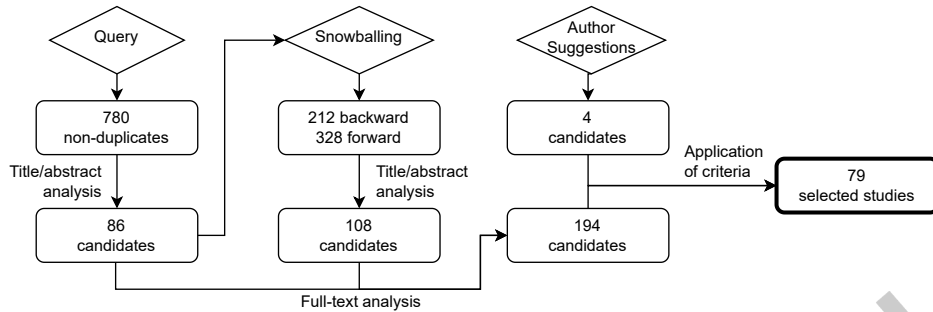 Query
Snowballing
Author
Suggestions
780
non-duplicates
212 backward
328 forward
4
candidates
Title/abstract
analysis
Title/abstract
analysis
Application
of criteria
79
selected studies
86
candidates
108
candidates
194
candidates
Full-text analysis